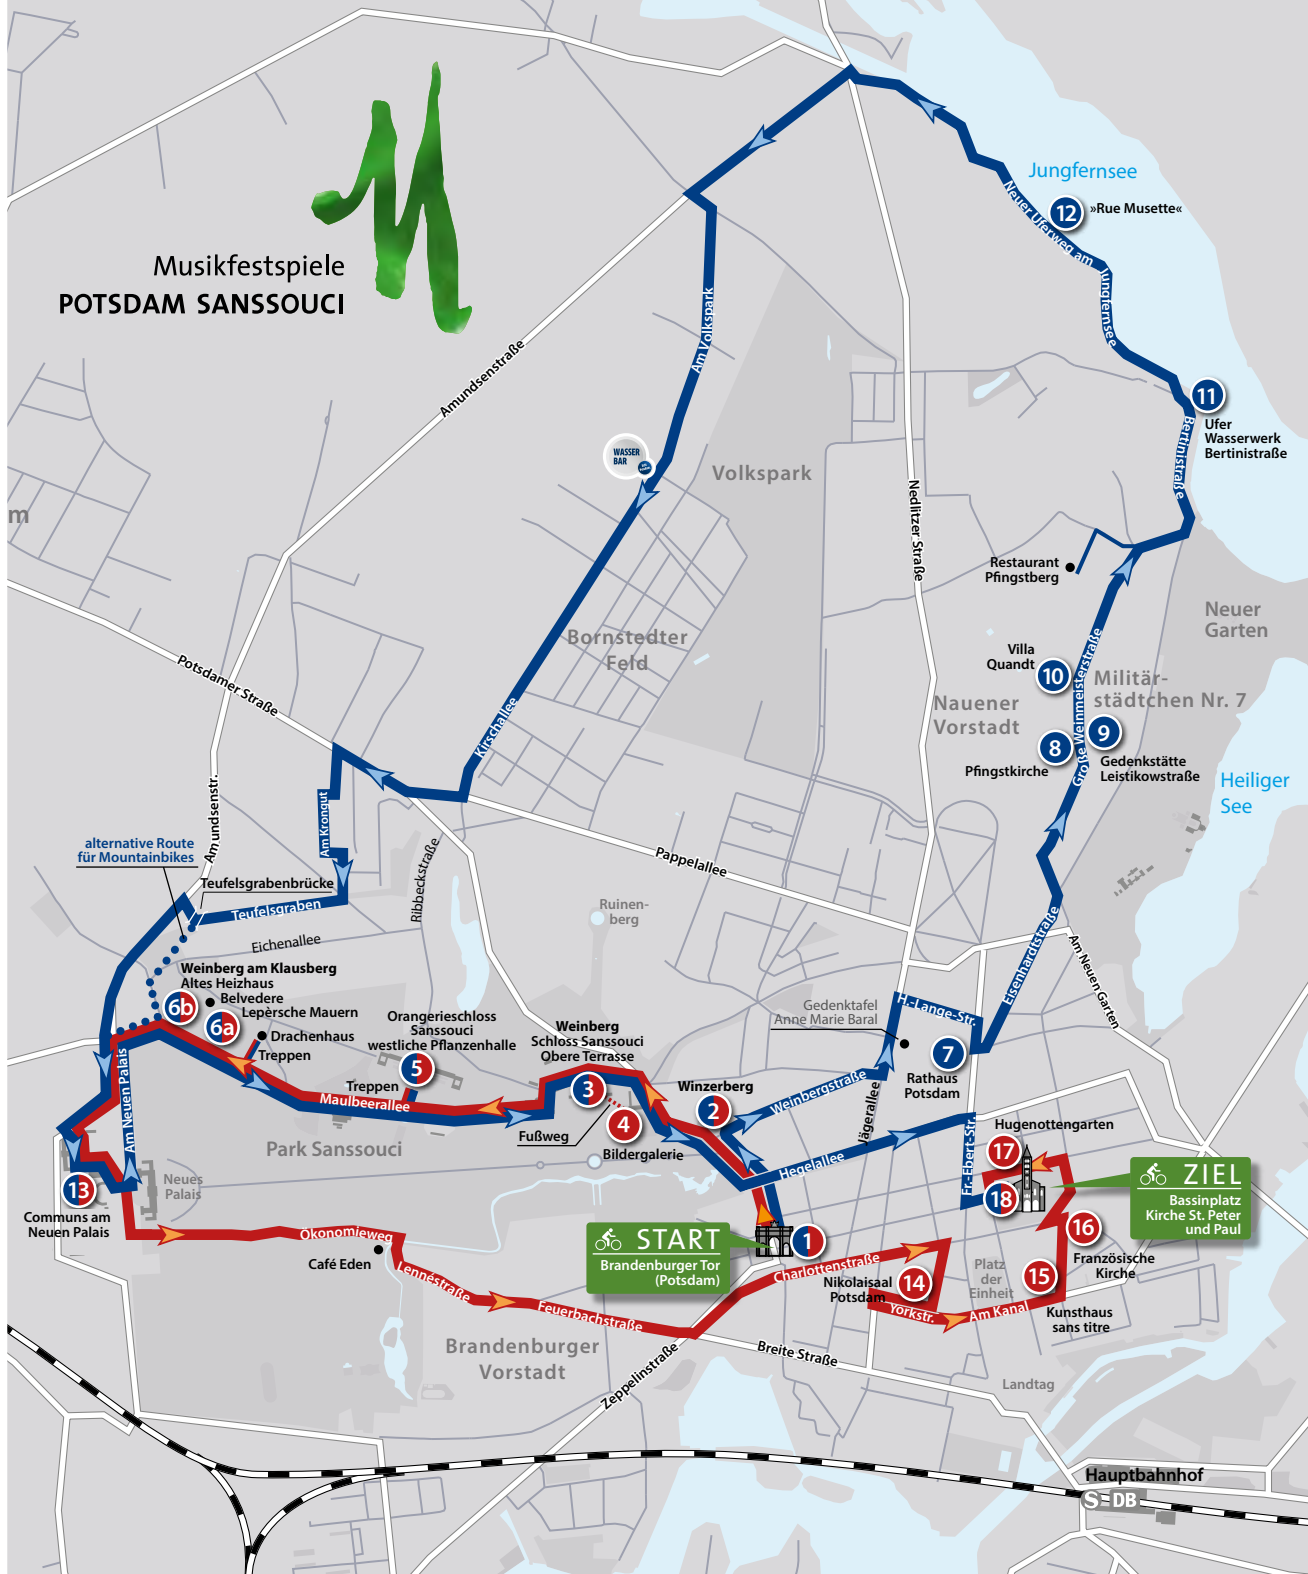 Jungfernsee
12
»Rue Musette«
Neuer Uferweg am
Jungfernsee
Musikfestspiele
POTSDAM SANSSOUCI
Am Volkspark
Amundsenstraße
11
Ufer
Wasserwerk
Bertinistraße
Bertinistraße
WASSER
BAR
Volkspark
Nedlitzer Straße
m
Restaurant
Pfingstberg
Neuer
Garten
Bornstedter
Feld
Potsdamer Straße
Villa
Quandt
10
Militär-
städtchen Nr. 7
Nauener
Vorstadt
Große Weinmeisterstraße
9
8
Pfingstkirche
Gedenkstätte
Leistikowstraße
Kirschallee
Heiliger
See
Am Krongut
Amundsenstr.
alternative Route
für Mountainbikes
Ribbeckstraße
Pappelallee
Teufelsgrabenbrücke
Teufelsgraben
Ruinen-
berg
Eichenallee
Eisenhardtstraße
Am Neuen Garten
Weinberg am Klausberg
Altes Heizhaus
Belvedere
Lepèrsche Mauern
6b
6a
Drachenhaus
Treppen
Orangerieschloss
Sanssouci
westliche Pflanzenhalle
5
Treppen
Maulbeerallee
Weinberg
Schloss Sanssouci
Obere Terrasse
3
4
Fußweg
Bildergalerie
Gedenktafel
Anne Marie Baral
H.-Lange-Str.
7
Rathaus
Potsdam
Winzerberg
2
Weinbergstraße
Jägerallee
Hegelallee
Am Neuen Palais
Park Sanssouci
Hugenottengarten
17
Fr.-Ebert-Str.
18
ZIEL
Bassinplatz
Kirche St. Peter
und Paul
13
Neues
Palais
Communs am
Neuen Palais
START
Brandenburger Tor
(Potsdam)
1
16
Französische
Kirche
Ökonomieweg
Café Eden
Lennéstraße
Charlottenstraße
Nikolaisaal
Potsdam
14
Platz
der
Einheit
15
Feuerbachstraße
Yorkstr.
Am Kanal
Kunsthaus
sans titre
Brandenburger
Vorstadt
Zeppelinstraße
Breite Straße
Landtag
Hauptbahnhof
S DB